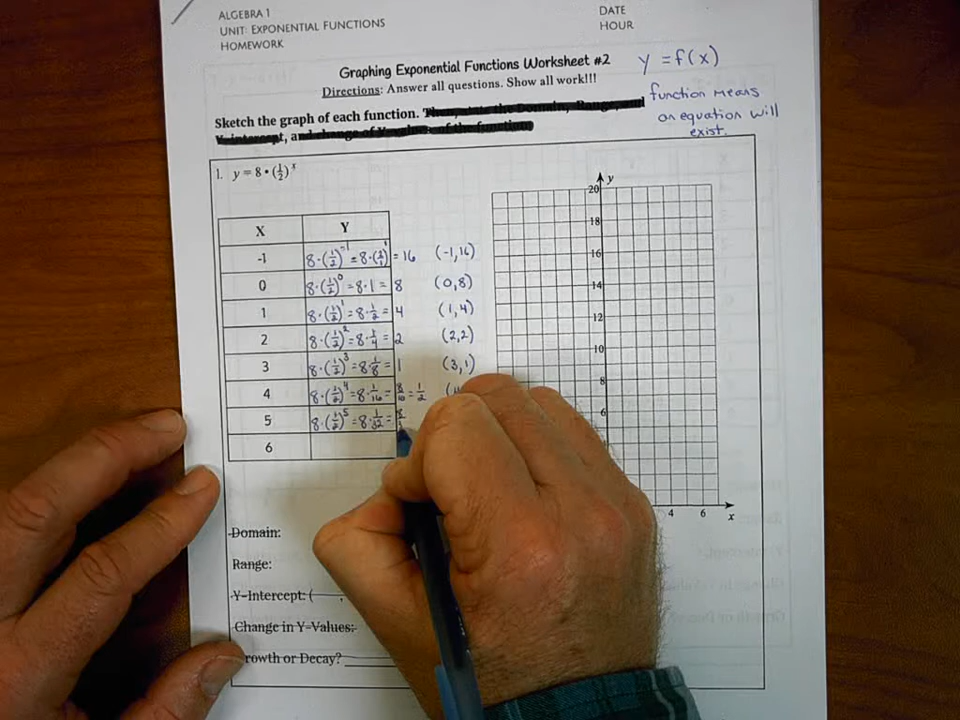 ALGEBRA 1
UNIT: EXPONENTIAL FUNCTIONS
HOMEWORK
DATE
HOUR
Graphing Exponential Functions Worksheet #2
y = f(x)
Directions: Answer all questions. Show all work!!!
function means
an equation will
exist.
Sketch the graph of each function.
1. y = 8 • (1/2)^x
X Y
-1 8·(1/2)^-1 = 8·(2/1)^1 = 16 (-1,16)
0 8·(1/2)^0 = 8·1 = 8 (0,8)
1 8·(1/2)^1 = 8·1/2 = 4 (1,4)
2 8·(1/2)^2 = 8·1/4 = 2 (2,2)
3 8·(1/2)^3 = 8·1/8 = 1 (3,1)
4 8·(1/2)^4 = 8·1/16 = 8/16 = 1/2
5 8·(1/2)^5 = 8·1/32 = 8
6
y
20
18
16
14
12
10
8
6
4 6 x
Domain:
Range:
Y-Intercept: (
Change in Y-Values:
rowth or Decay?